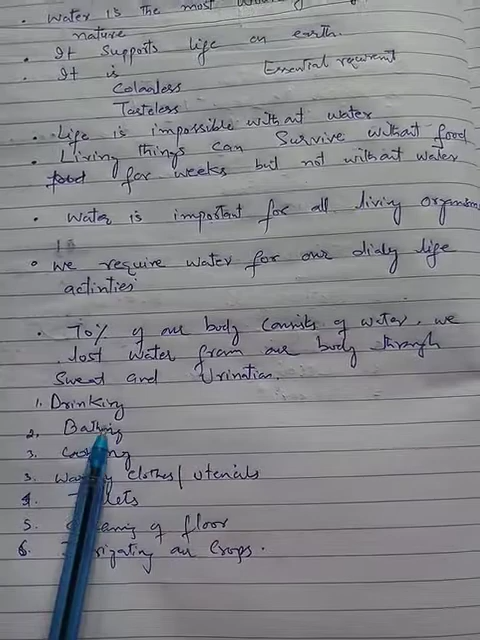 • Water is the most
nature
• It supports life on earth.
• It is Essential requirment
Colaaless
Tasteless
• Life is impossible without water
• Living things can Survive without food
food for weeks but not without water
• Water is important for all living organism
• we require water for our dialy life
activities
• 70% of our body consists of water. we
lost water from our body through
Sweat and Urination.
1. Drinking
2. Bathing
3. Cooking
3. Washing clothes/utencils
4. Toilets
5. Cleaning of floor
6. Irrigating our Crops.